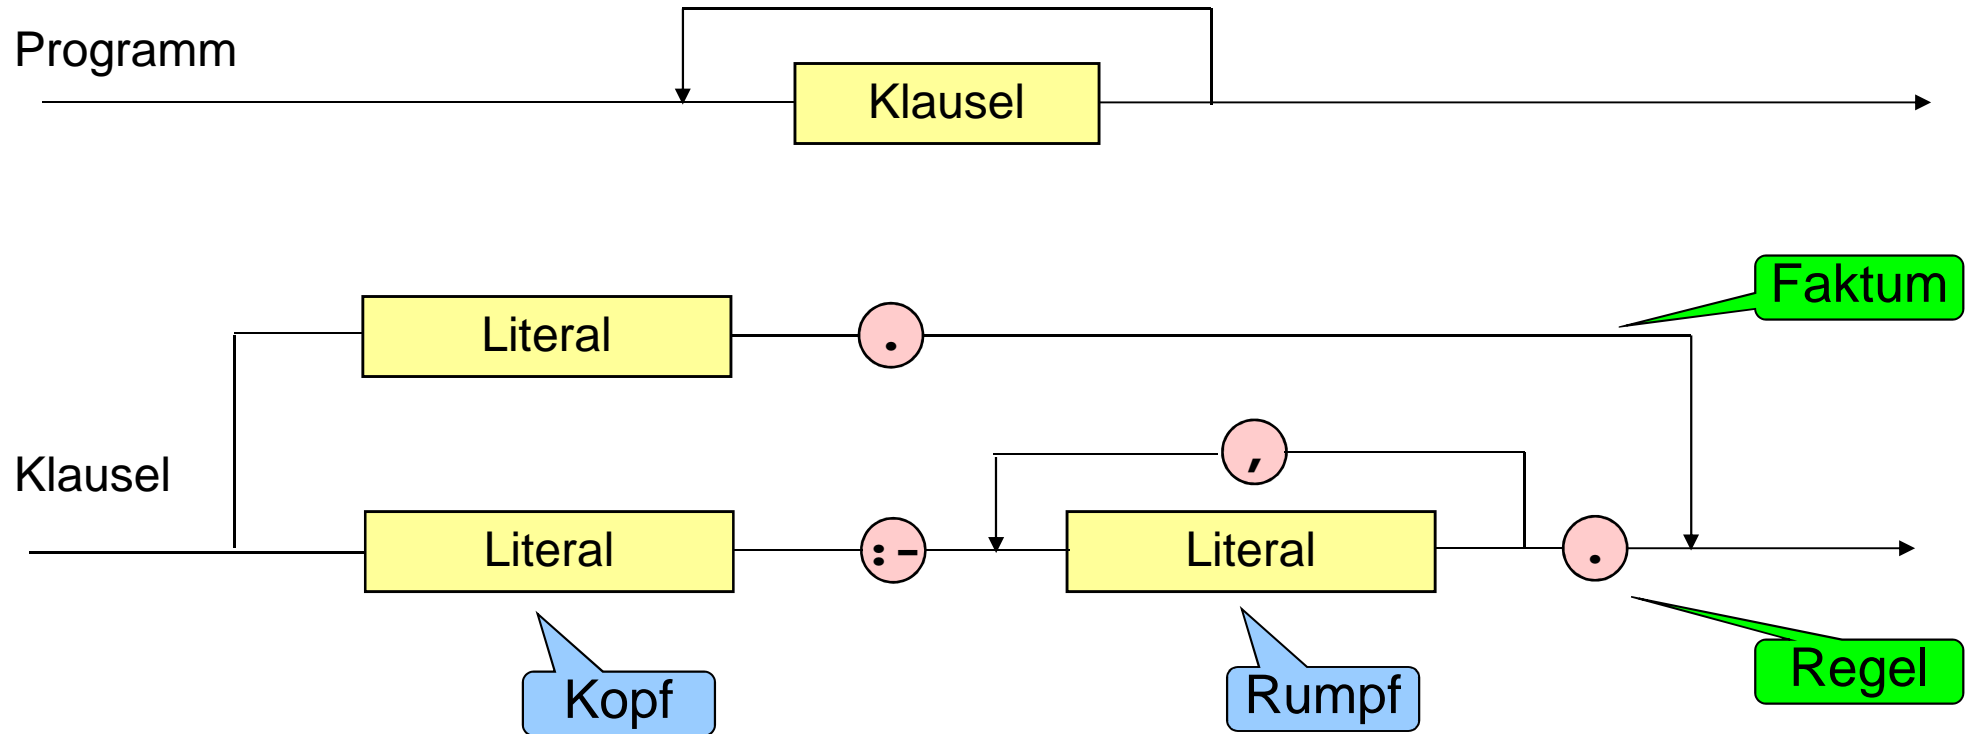 Programm
Klausel
Faktum
Literal .
,
Klausel
Literal :- Literal .
Kopf
Rumpf
Regel